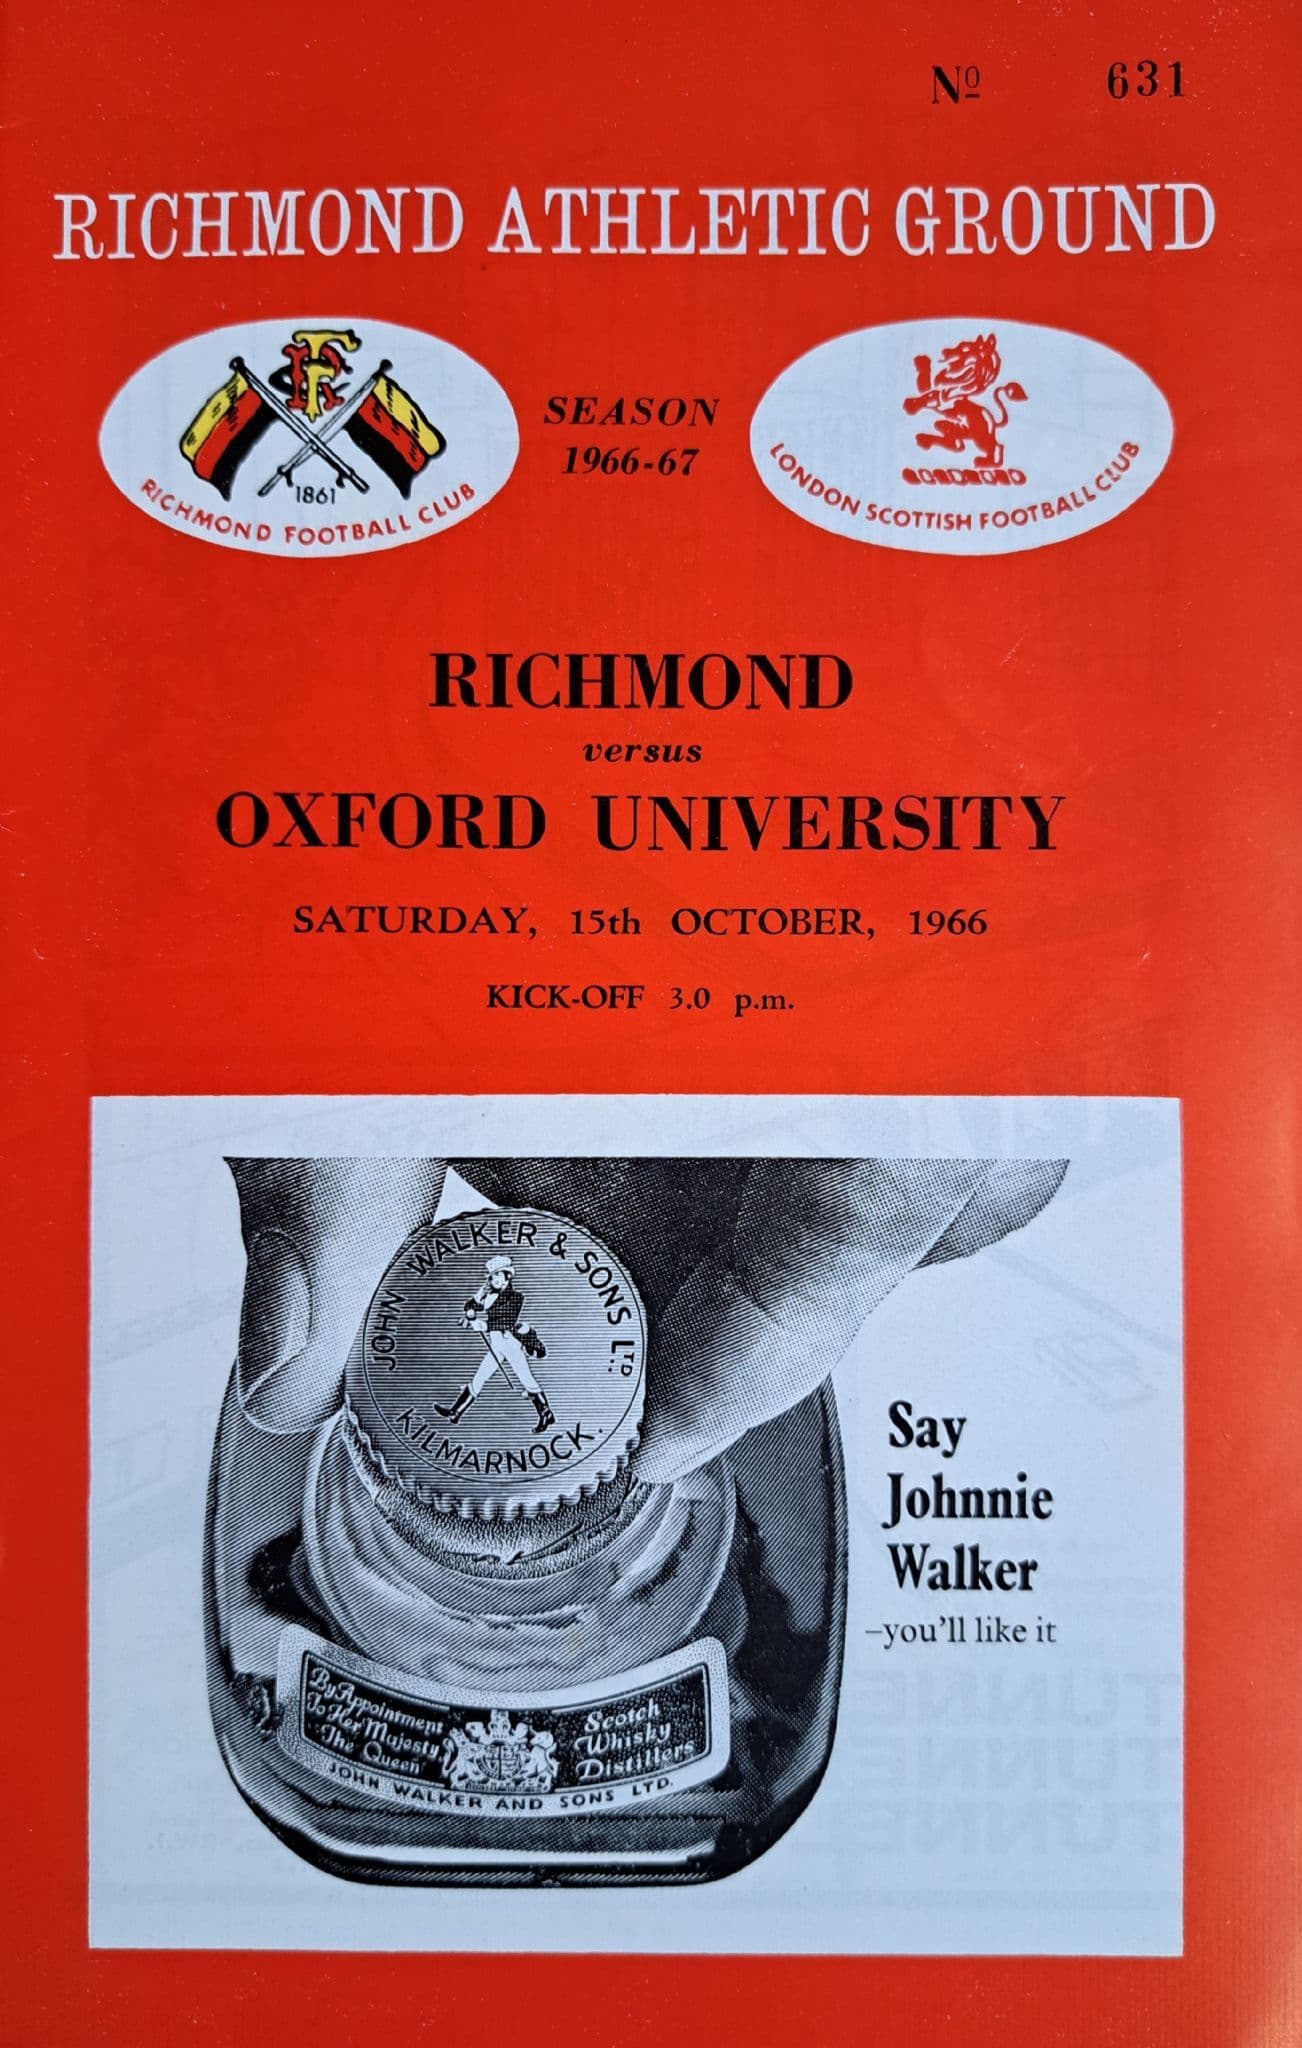 Nº 631
RICHMOND ATHLETIC GROUND
RFC
1861
RICHMOND FOOTBALL CLUB
SEASON
1966-67
LONDON SCOTTISH FOOTBALL CLUB
RICHMOND
versus
OXFORD UNIVERSITY
SATURDAY, 15th OCTOBER, 1966
KICK-OFF 3.0 p.m.
JOHN WALKER & SONS LTD.
KILMARNOCK.
Say
Johnnie
Walker
–you'll like it
By Appointment
To Her Majesty
The Queen
Scotch
Whisky
Distillers
JOHN WALKER AND SONS LTD.